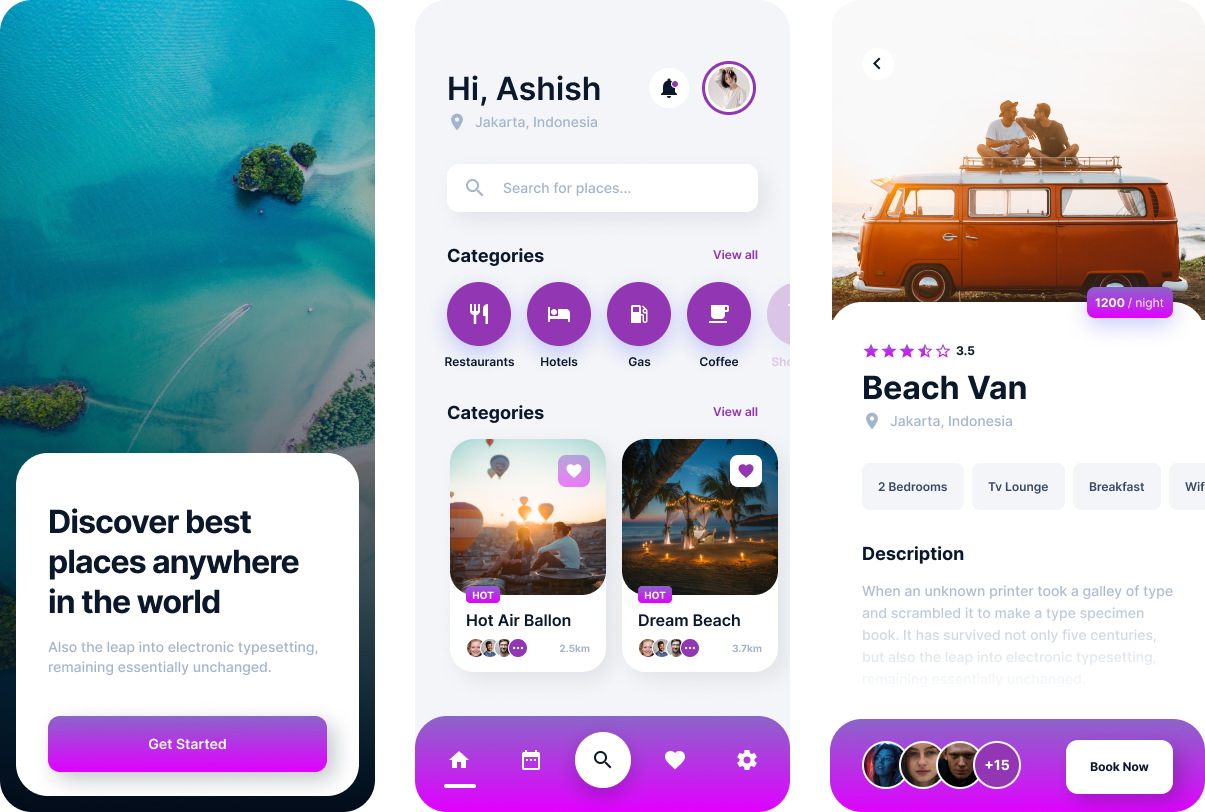 Discover best
places anywhere
in the world
Also the leap into electronic typesetting,
remaining essentially unchanged.
Get Started
Hi, Ashish
Jakarta, Indonesia
Search for places...
Categories
View all
Restaurants
Hotels
Gas
Coffee
Sho
Categories
View all
HOT
Hot Air Ballon
2.5km
HOT
Dream Beach
3.7km
1200 / night
3.5
Beach Van
Jakarta, Indonesia
2 Bedrooms
Tv Lounge
Breakfast
Wif
Description
When an unknown printer took a galley of type
and scrambled it to make a type specimen
book. It has survived not only five centuries,
but also the leap into electronic typesetting,
remaining essentially unchanged.
+15
Book Now